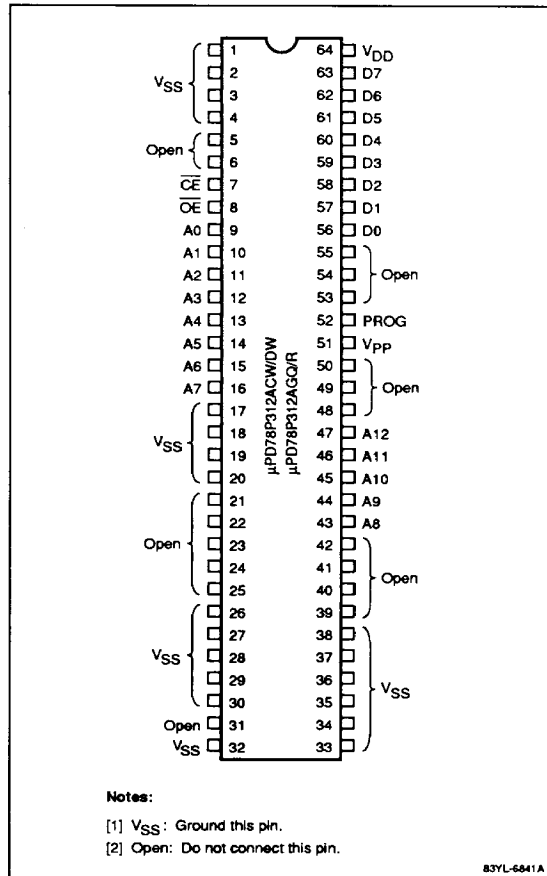 1 64 VDD
VSS 2 63 D7
3 62 D6
4 61 D5
Open 5 60 D4
6 59 D3
CE 7 58 D2
OE 8 57 D1
A0 9 56 D0
A1 10 55
A2 11 54 Open
A3 12 53
A4 13 52 PROG
A5 14 51 VPP
A6 15 50
A7 16 49 Open
17 48
VSS 18 47 A12
19 46 A11
20 45 A10
21 44 A9
22 43 A8
Open 23 42
24 41 Open
25 40
26 39
27 38
VSS 28 37
29 36 VSS
30 35
Open 31 34
VSS 32 33
µPD78P312ACW/DW
µPD78P312AGQ/R
Notes:
[1] VSS: Ground this pin.
[2] Open: Do not connect this pin.
83YL-6841A